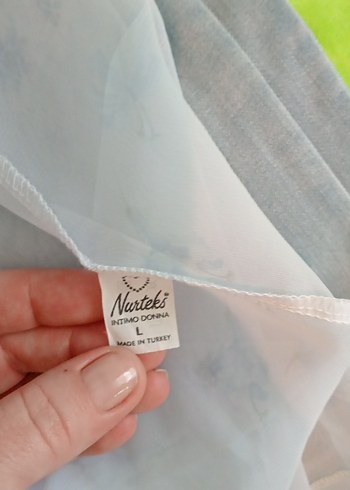 Nurteks
INTIMO DONNA
L
MADE IN TURKEY